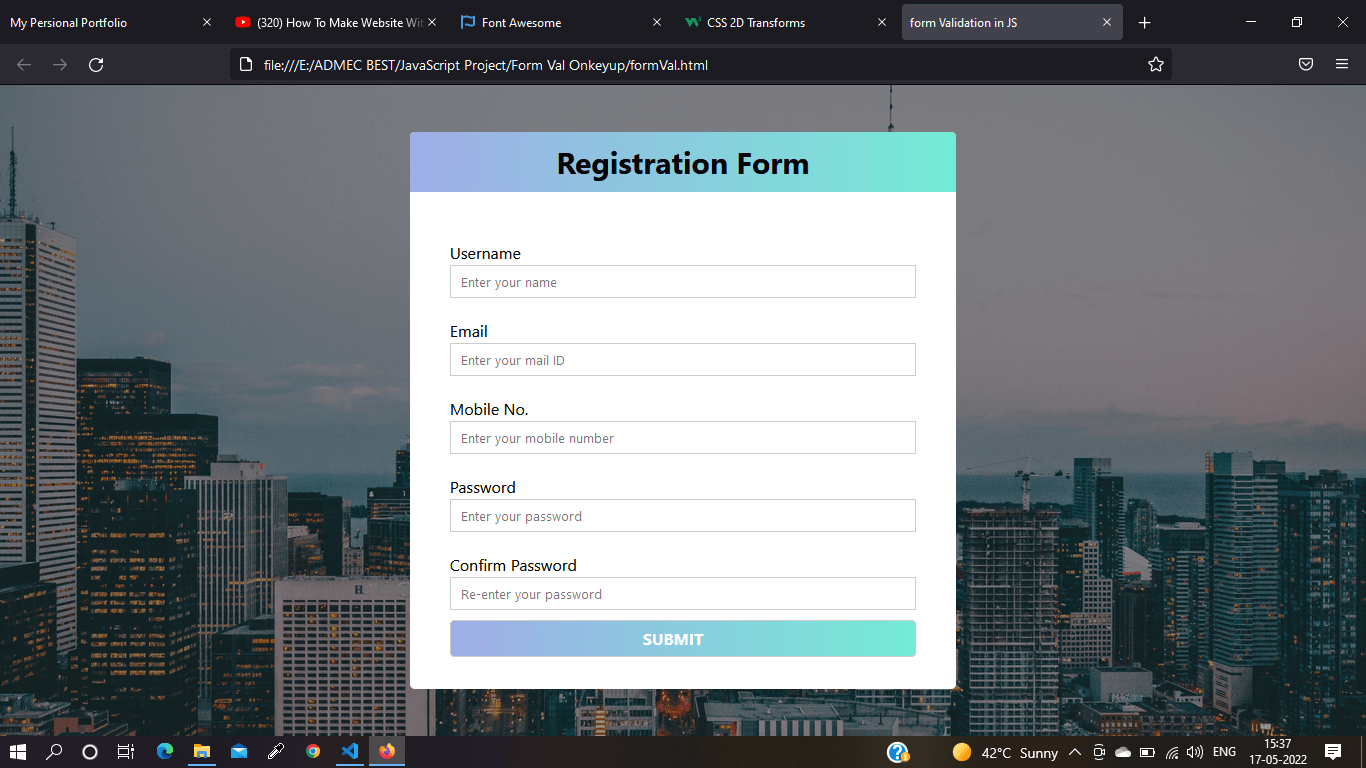 My Personal Portfolio
(320) How To Make Website Wit
Font Awesome
CSS 2D Transforms
form Validation in JS
file:///E:/ADMEC BEST/JavaScript Project/Form Val Onkeyup/formVal.html
Registration Form
Username
Enter your name
Email
Enter your mail ID
Mobile No.
Enter your mobile number
Password
Enter your password
Confirm Password
Re-enter your password
SUBMIT
H
42°C Sunny
ENG
15:37
17-05-2022